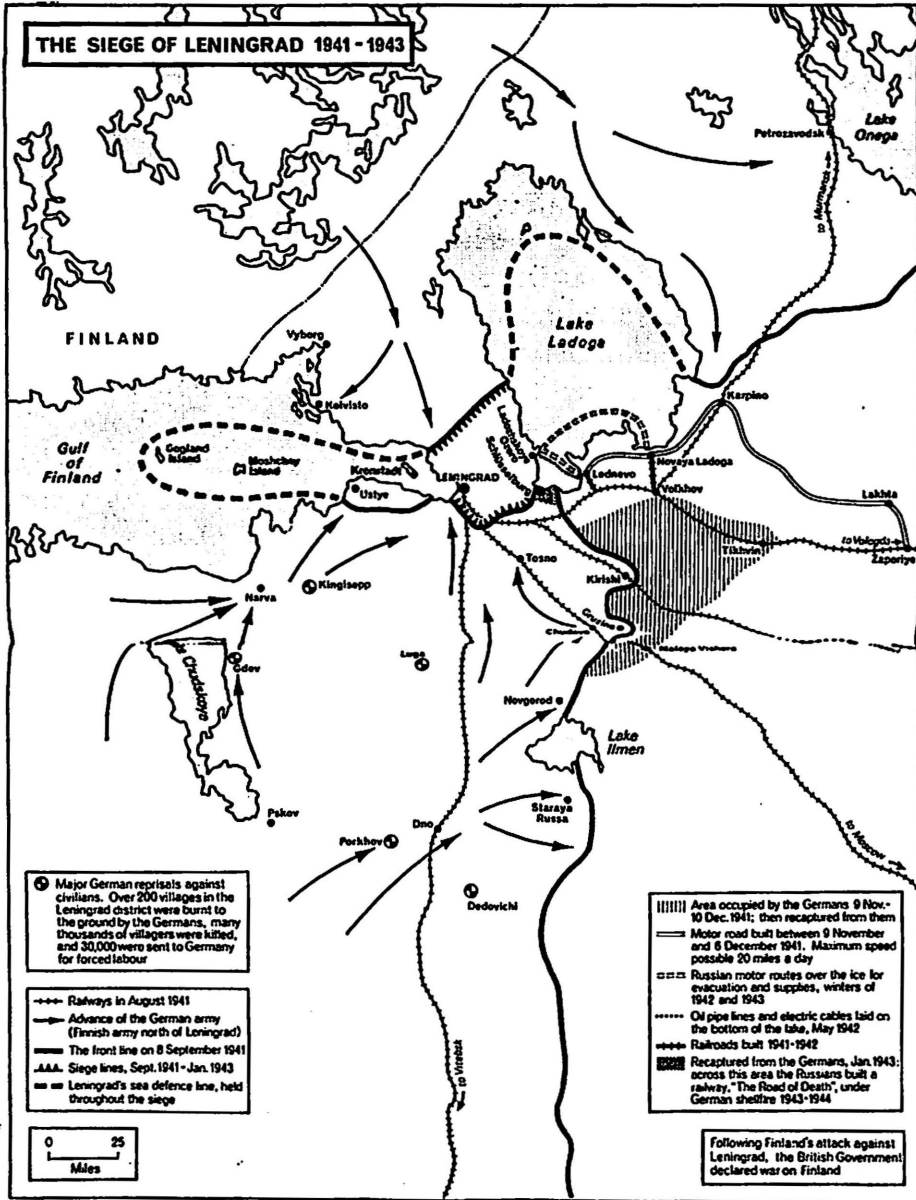 THE SIEGE OF LENINGRAD 1941-1943
Lake
Onega
Petrozavodsk
to Murmansk
FINLAND
Vyborg
Lake
Ladoga
Koivisto
Karpino
Gulf
of
Finland
Gogland
Island
Moshchny
Island
Kronstadt
LENINGRAD
Ladozhskoye
Ozero
Schlüsselburg
Lednevo
Novaya Ladoga
Volkhov
Lakhta
Ustye
to Vologda
Tikhvin
Zaporiye
Tosno
Kirishi
Narva
Kingisepp
Gruzino
Chudovo
Malaya Vishera
Gdov
Luga
Novgorod
Lake
Ilmen
Pskov
Dno
Staraya
Russa
Porkhov
to Moscow
Dedovichi
to Vitebsk
Major German reprisals against
civilians. Over 200 villages in the
Leningrad district were burnt to
the ground by the Germans, many
thousands of villagers were killed,
and 30,000 were sent to Germany
for forced labour
Railways in August 1941
Advance of the German army
(Finnish army north of Leningrad)
The front line on 8 September 1941
Siege lines, Sept. 1941 - Jan. 1943
Leningrad's sea defence line, held
throughout the siege
0 25
Miles
Area occupied by the Germans 9 Nov.-
10 Dec. 1941; then recaptured from them
Motor road built between 9 November
and 6 December 1941. Maximum speed
possible 20 miles a day
Russian motor routes over the ice for
evacuation and supplies, winters of
1942 and 1943
Oil pipe lines and electric cables laid on
the bottom of the lake, May 1942
Railroads built 1941-1942
Recaptured from the Germans, Jan. 1943:
across this area the Russians built a
railway, "The Road of Death", under
German shellfire 1943-1944
Following Finland's attack against
Leningrad, the British Government
declared war on Finland